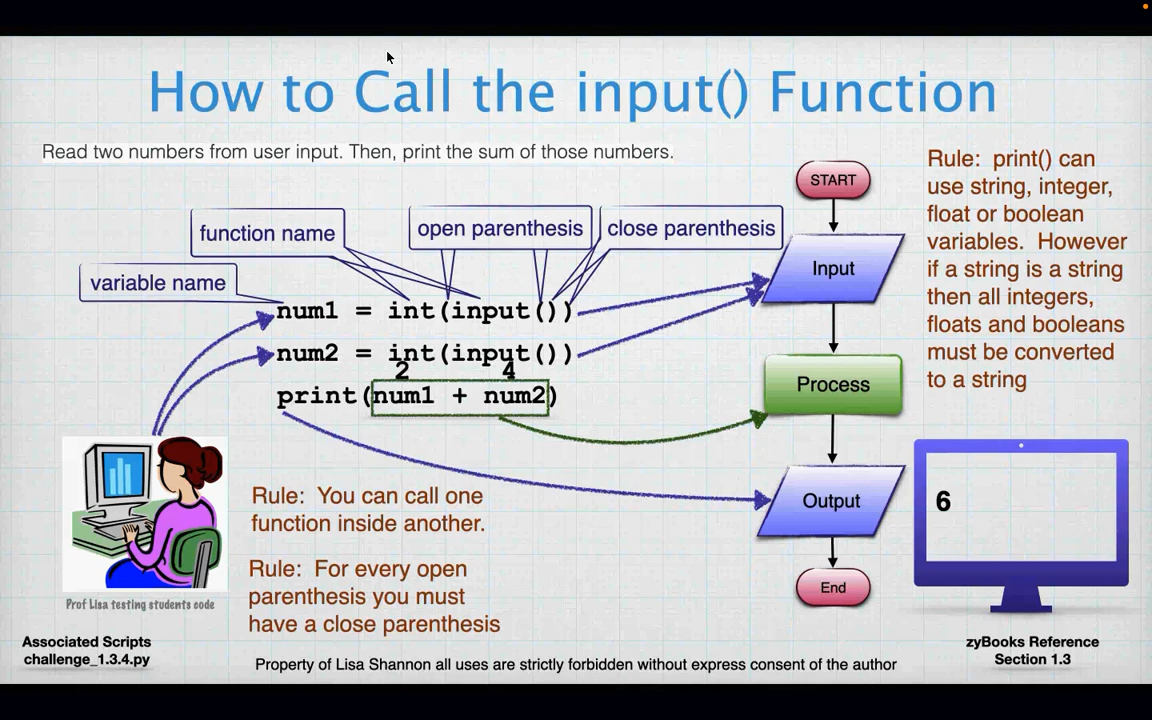 How to Call the input() Function
Read two numbers from user input. Then, print the sum of those numbers.
function name
open parenthesis
close parenthesis
variable name
num1 = int(input())
num2 = int(input())
2 4
print(num1 + num2)
Rule: You can call one
function inside another.
Rule: For every open
parenthesis you must
have a close parenthesis
START
Input
Process
Output
End
Rule: print() can
use string, integer,
float or boolean
variables. However
if a string is a string
then all integers,
floats and booleans
must be converted
to a string
6
Prof Lisa testing students code
Associated Scripts
challenge_1.3.4.py
Property of Lisa Shannon all uses are strictly forbidden without express consent of the author
zyBooks Reference
Section 1.3